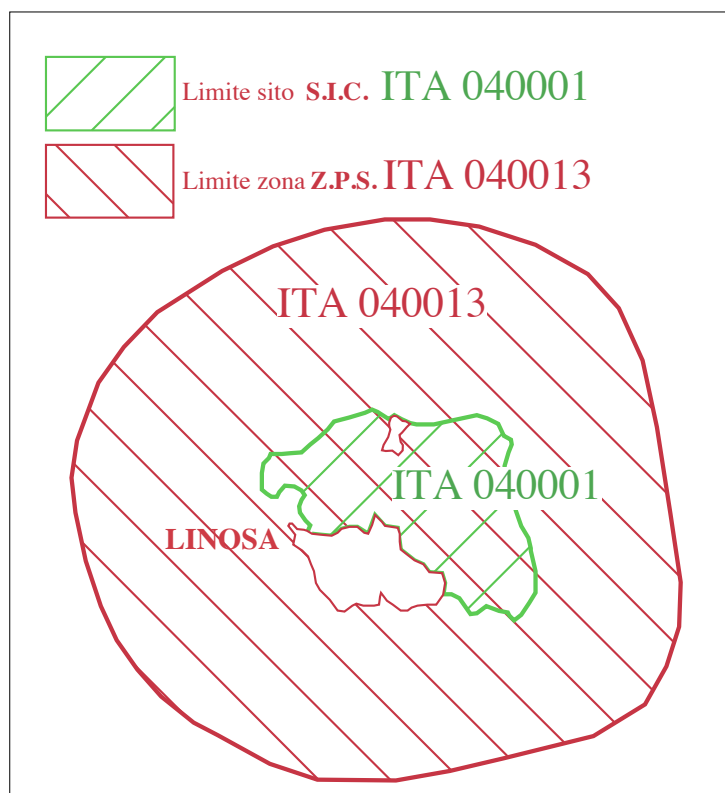 Limite sito S.I.C. ITA 040001
Limite zona Z.P.S. ITA 040013
ITA 040013
ITA 040001
LINOSA